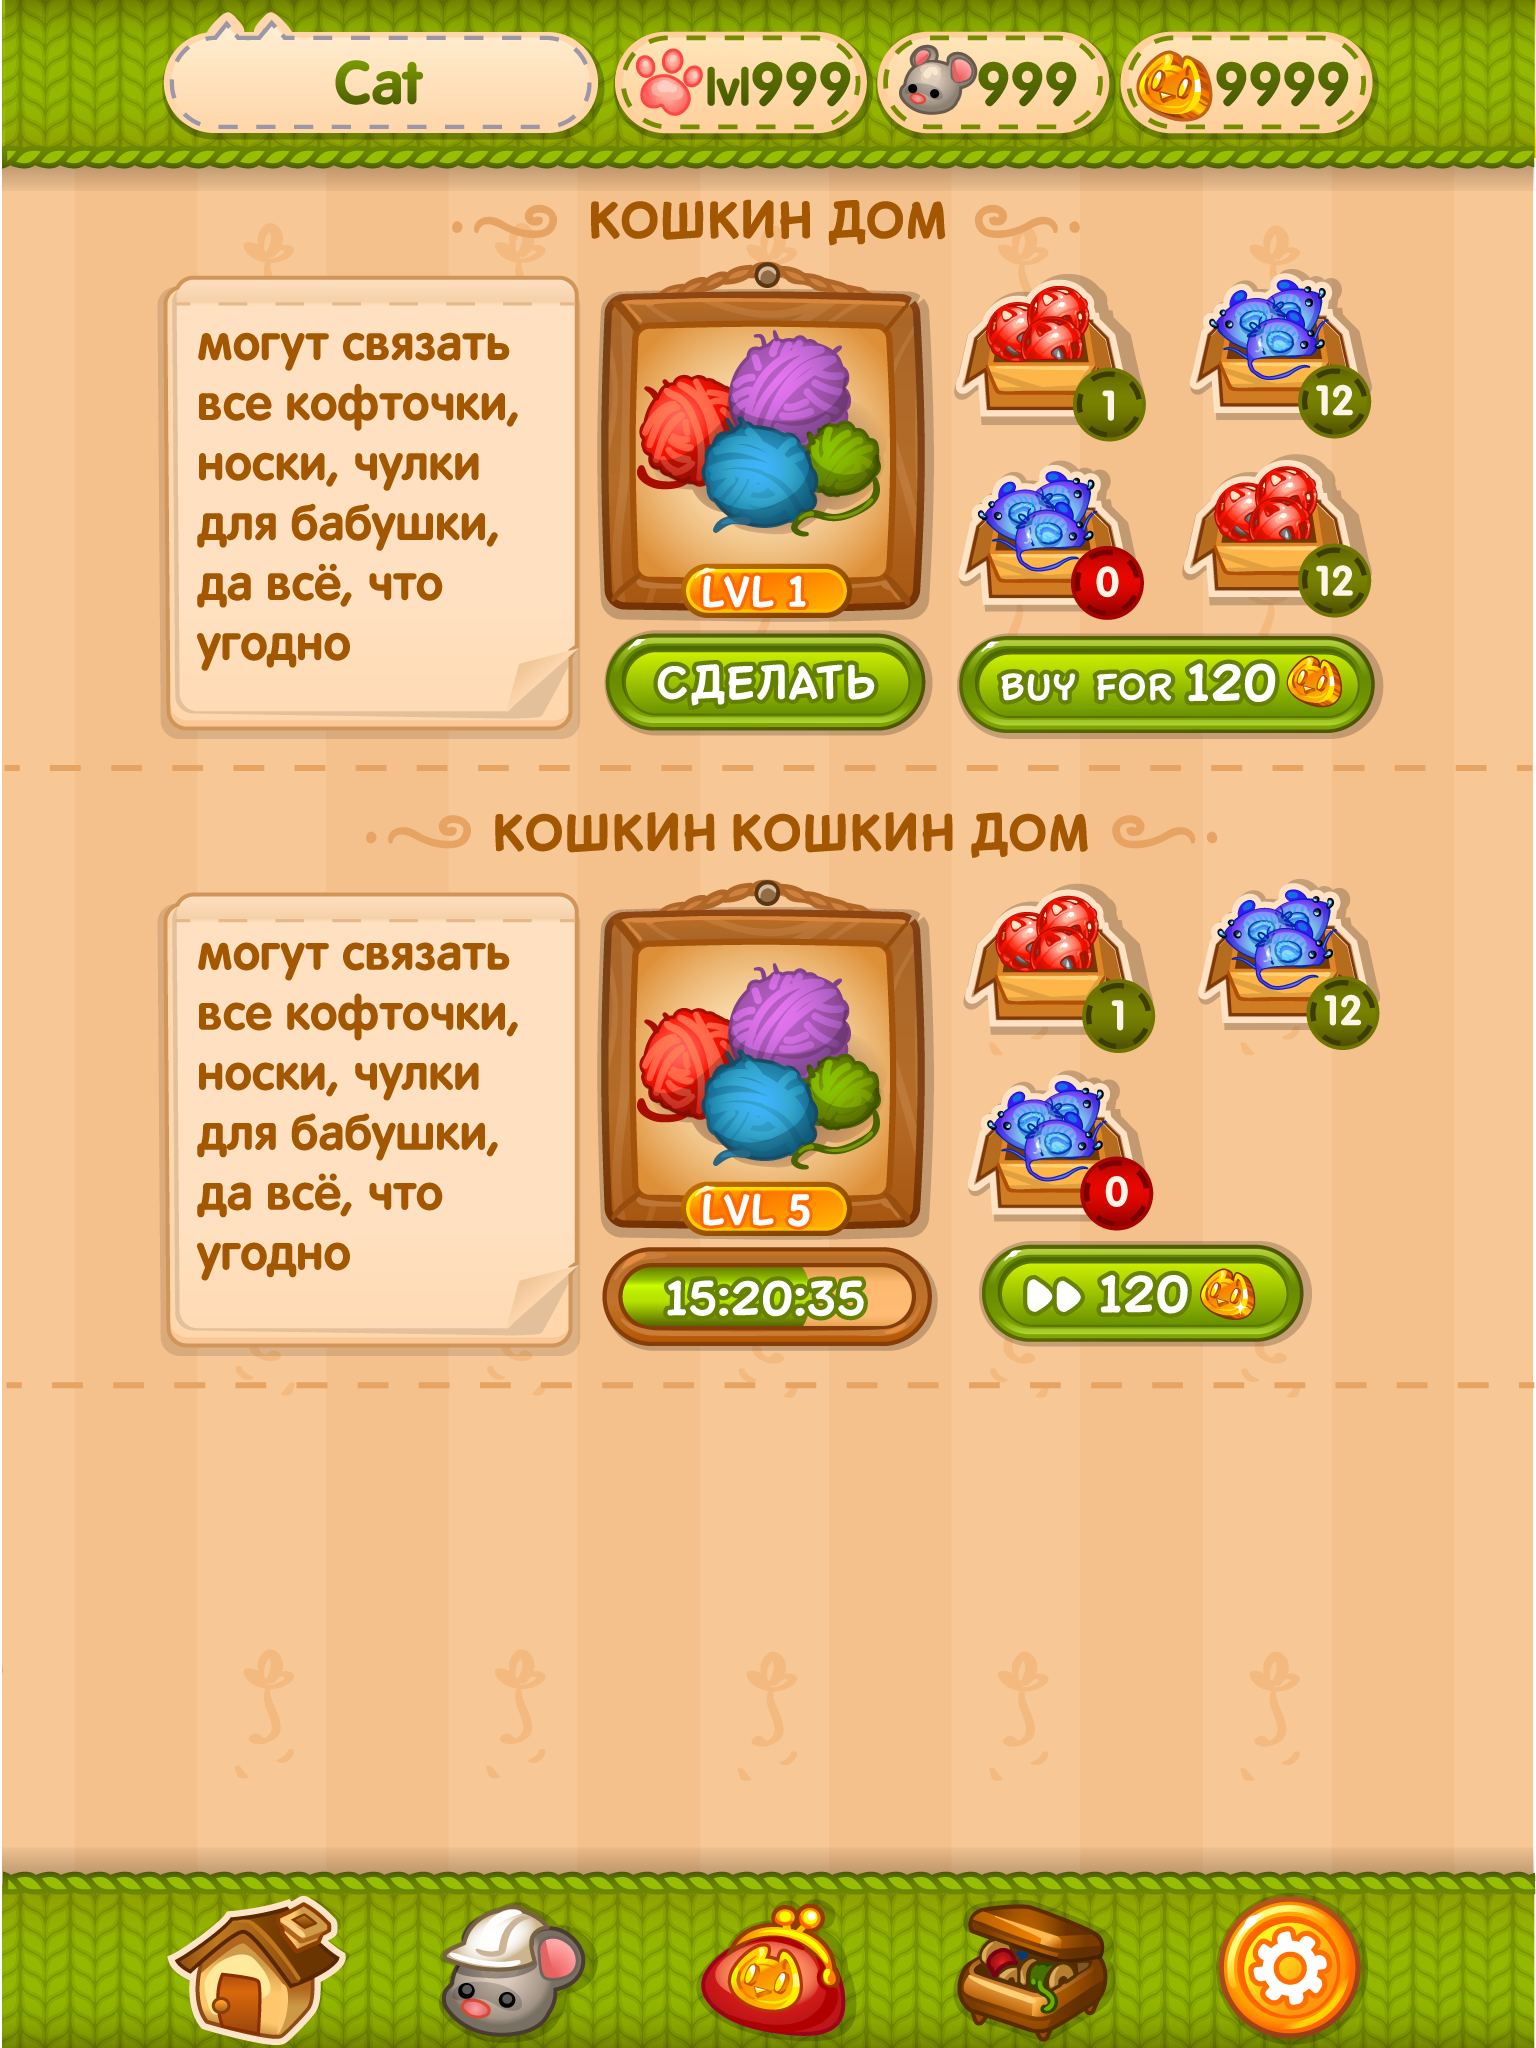 Cat
lvl999
999
9999
КОШКИН ДОМ
могут связать
все кофточки,
носки, чулки
для бабушки,
да всё, что
угодно
LVL 1
1
12
0
12
СДЕЛАТЬ
BUY FOR 120
КОШКИН КОШКИН ДОМ
могут связать
все кофточки,
носки, чулки
для бабушки,
да всё, что
угодно
LVL 5
1
12
0
15:20:35
120